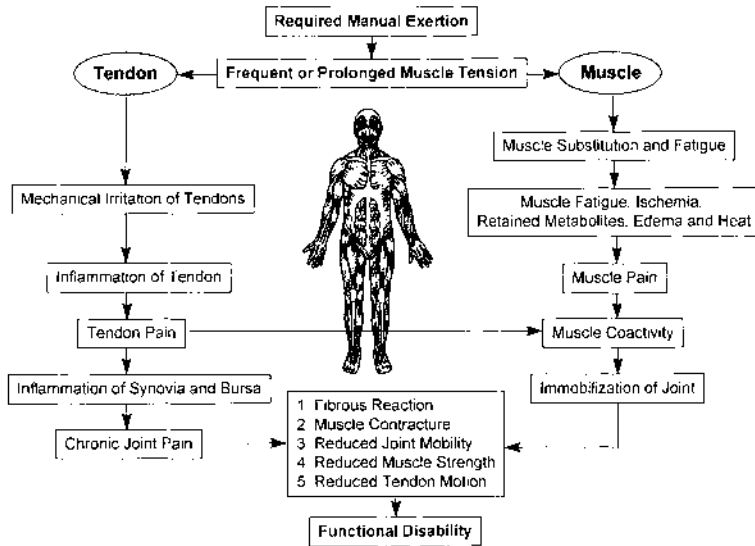 Required Manual Exertion
Tendon
Frequent or Prolonged Muscle Tension
Muscle
Muscle Substitution and Fatigue
Mechanical Irritation of Tendons
Muscle Fatigue, Ischemia,
Retained Metabolites, Edema and Heat
Inflammation of Tendon
Muscle Pain
Tendon Pain
Muscle Coactivity
Inflammation of Synovia and Bursa
Immobilization of Joint
Chronic Joint Pain
1 Fibrous Reaction
2 Muscle Contracture
3 Reduced Joint Mobility
4 Reduced Muscle Strength
5 Reduced Tendon Motion
Functional Disability